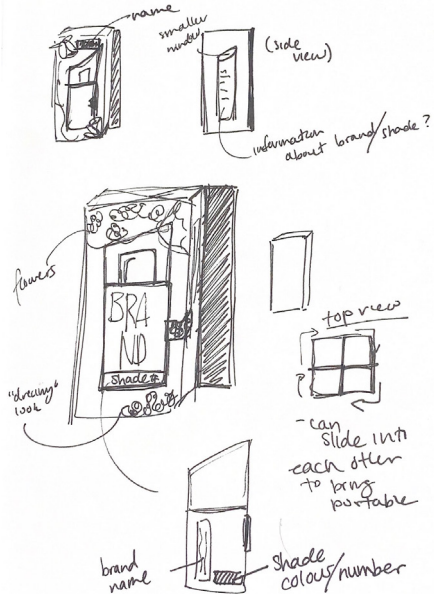 name
smaller
window
(side
view)
information
about brand/shade?
flowers
BRA
ND
Shade #
"dreamy"
look
top view
- can
slide into
each other
to bring
portable
brand
name
shade
colour/number